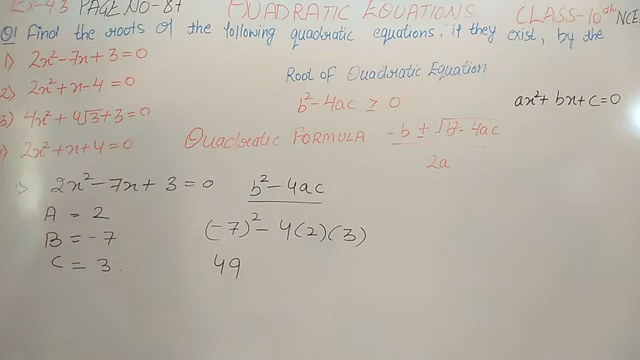 Ex-4.3 PAGE NO-87 QUADRATIC EQUATIONS CLASS-10th NCE
Q1 Find the roots of the following quadratic equations, if they exist, by the
1) 2x²-7x+3=0
2) 2x²+x-4=0
3) 4x²+4√3+3=0
) 2x²+x+4=0
Root of Quadratic Equation
b²-4ac ≥ 0
ax²+bx+c=0
Quadratic FORMULA -b ± √b²-4ac
2a
2x²-7x+3=0 b²-4ac
A = 2
B = -7 (-7)²-4(2)(3)
C = 3. 49